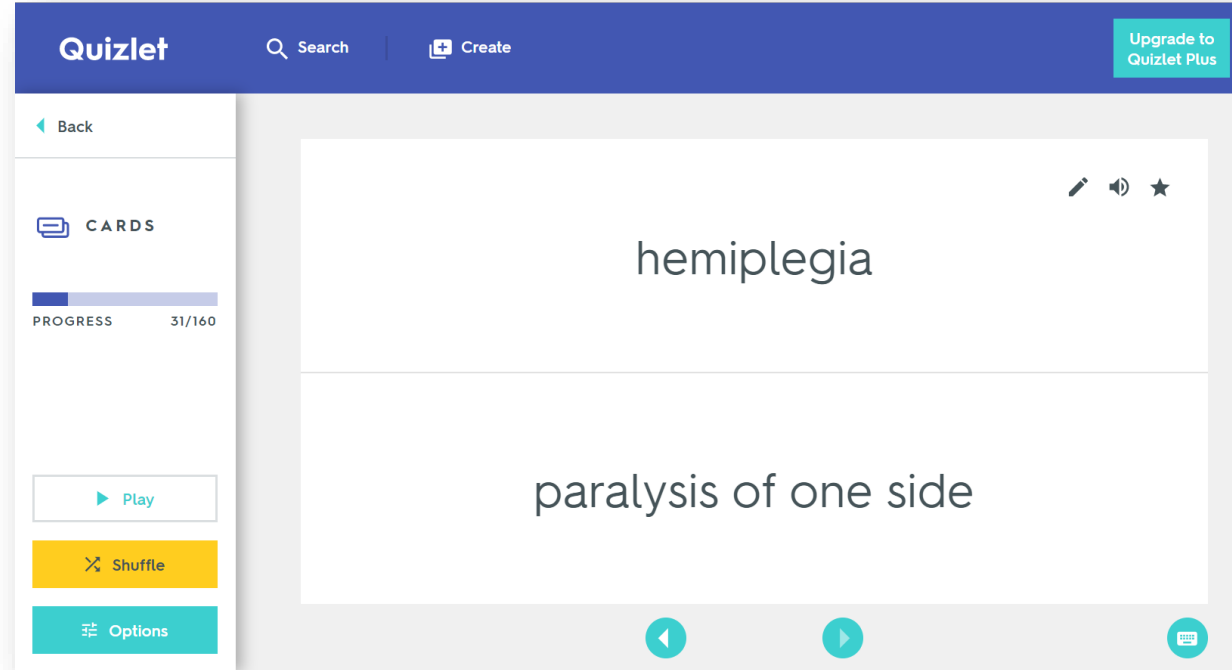 Quizlet
Search
Create
Upgrade to
Quizlet Plus
Back
CARDS
PROGRESS 31/160
Play
Shuffle
Options
hemiplegia
paralysis of one side